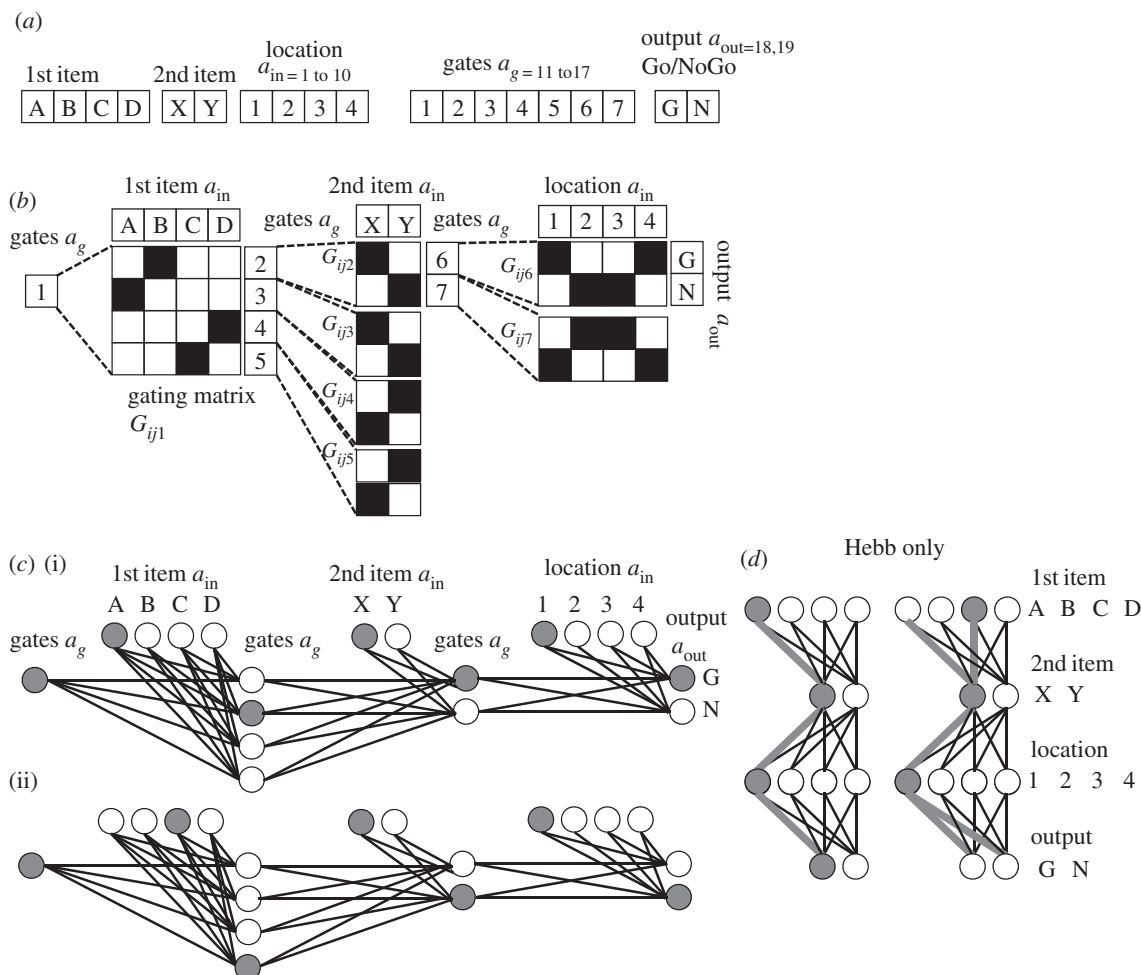 (a)
1st item 2nd item location a_in = 1 to 10 gates a_g = 11 to 17 output a_out=18,19 Go/NoGo
A B C D X Y 1 2 3 4 1 2 3 4 5 6 7 G N
(b)
1st item a_in 2nd item a_in location a_in
gates a_g A B C D gates a_g X Y gates a_g 1 2 3 4
1 2 3 4 5
G_ij2 G_ij3 G_ij4 G_ij5
6 7
G_ij6 G_ij7
G N
output a_out
gating matrix
G_ij1
(c) (i)
1st item a_in 2nd item a_in location a_in
A B C D X Y 1 2 3 4
gates a_g gates a_g gates a_g output a_out
G
N
(ii)
(d)
Hebb only
1st item
A B C D
2nd item
X Y
location
1 2 3 4
output
G N